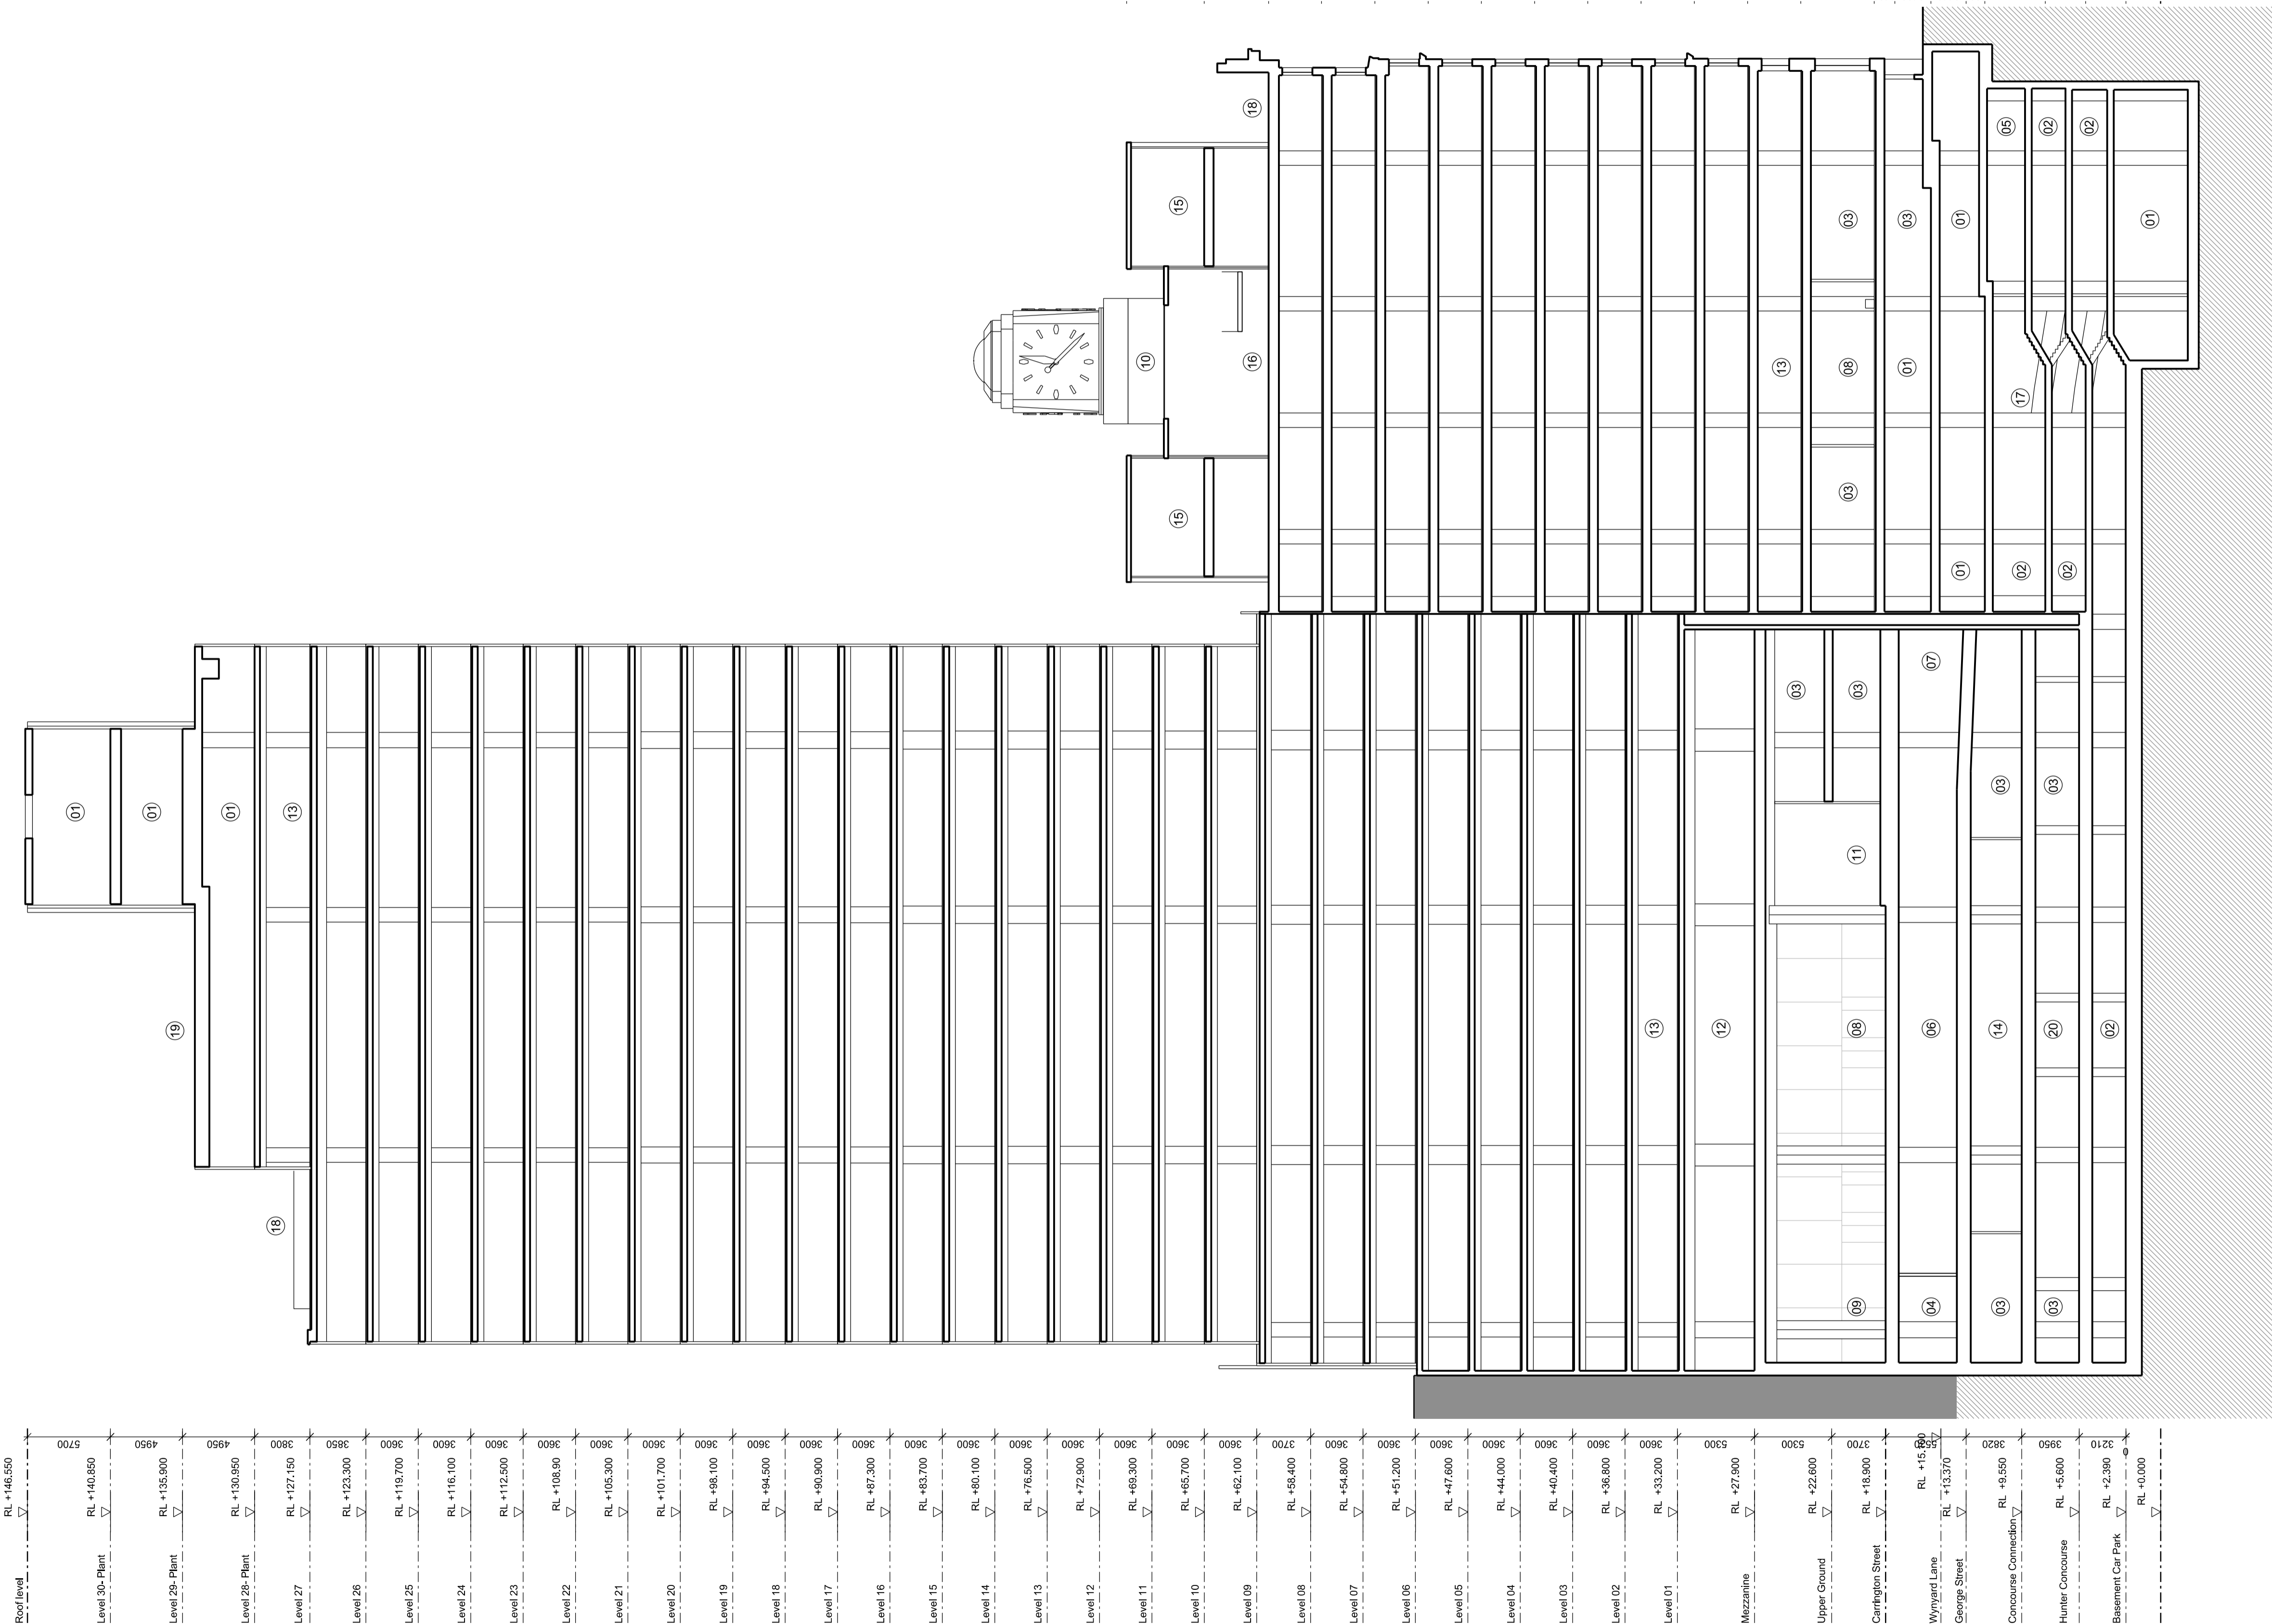 Roof level RL +146.550
5700
Level 30- Plant RL +140.850
4950
Level 29- Plant RL +135.900
4950
Level 28- Plant RL +130.950
3800
Level 27 RL +127.150
3850
Level 26 RL +123.300
3600
Level 25 RL +119.700
3600
Level 24 RL +116.100
3600
Level 23 RL +112.500
3600
Level 22 RL +108.90
3600
Level 21 RL +105.300
3600
Level 20 RL +101.700
3600
Level 19 RL +98.100
3600
Level 18 RL +94.500
3600
Level 17 RL +90.900
3600
Level 16 RL +87.300
3600
Level 15 RL +83.700
3600
Level 14 RL +80.100
3600
Level 13 RL +76.500
3600
Level 12 RL +72.900
3600
Level 11 RL +69.300
3600
Level 10 RL +65.700
3600
Level 09 RL +62.100
3700
Level 08 RL +58.400
3600
Level 07 RL +54.800
3600
Level 06 RL +51.200
3600
Level 05 RL +47.600
3600
Level 04 RL +44.000
3600
Level 03 RL +40.400
3600
Level 02 RL +36.800
3600
Level 01 RL +33.200
5300
Mezzanine RL +27.900
5300
Upper Ground RL +22.600
3700
Carrington Street RL +18.900
5530
Wynyard Lane RL +15.100
George Street RL +13.370
3820
Concourse Connection RL +9.550
3950
Hunter Concourse RL +5.600
3210
0
Basement Car Park RL +2.390
RL +0.000
01
01
19
01
18
13
10
15 15
16 18
13
12
13
03
03 08 03
09 08 11 03
01 03
04 06 07
01 01
03 14 03
05
17
02
02
03 20 03
02
02
02
01